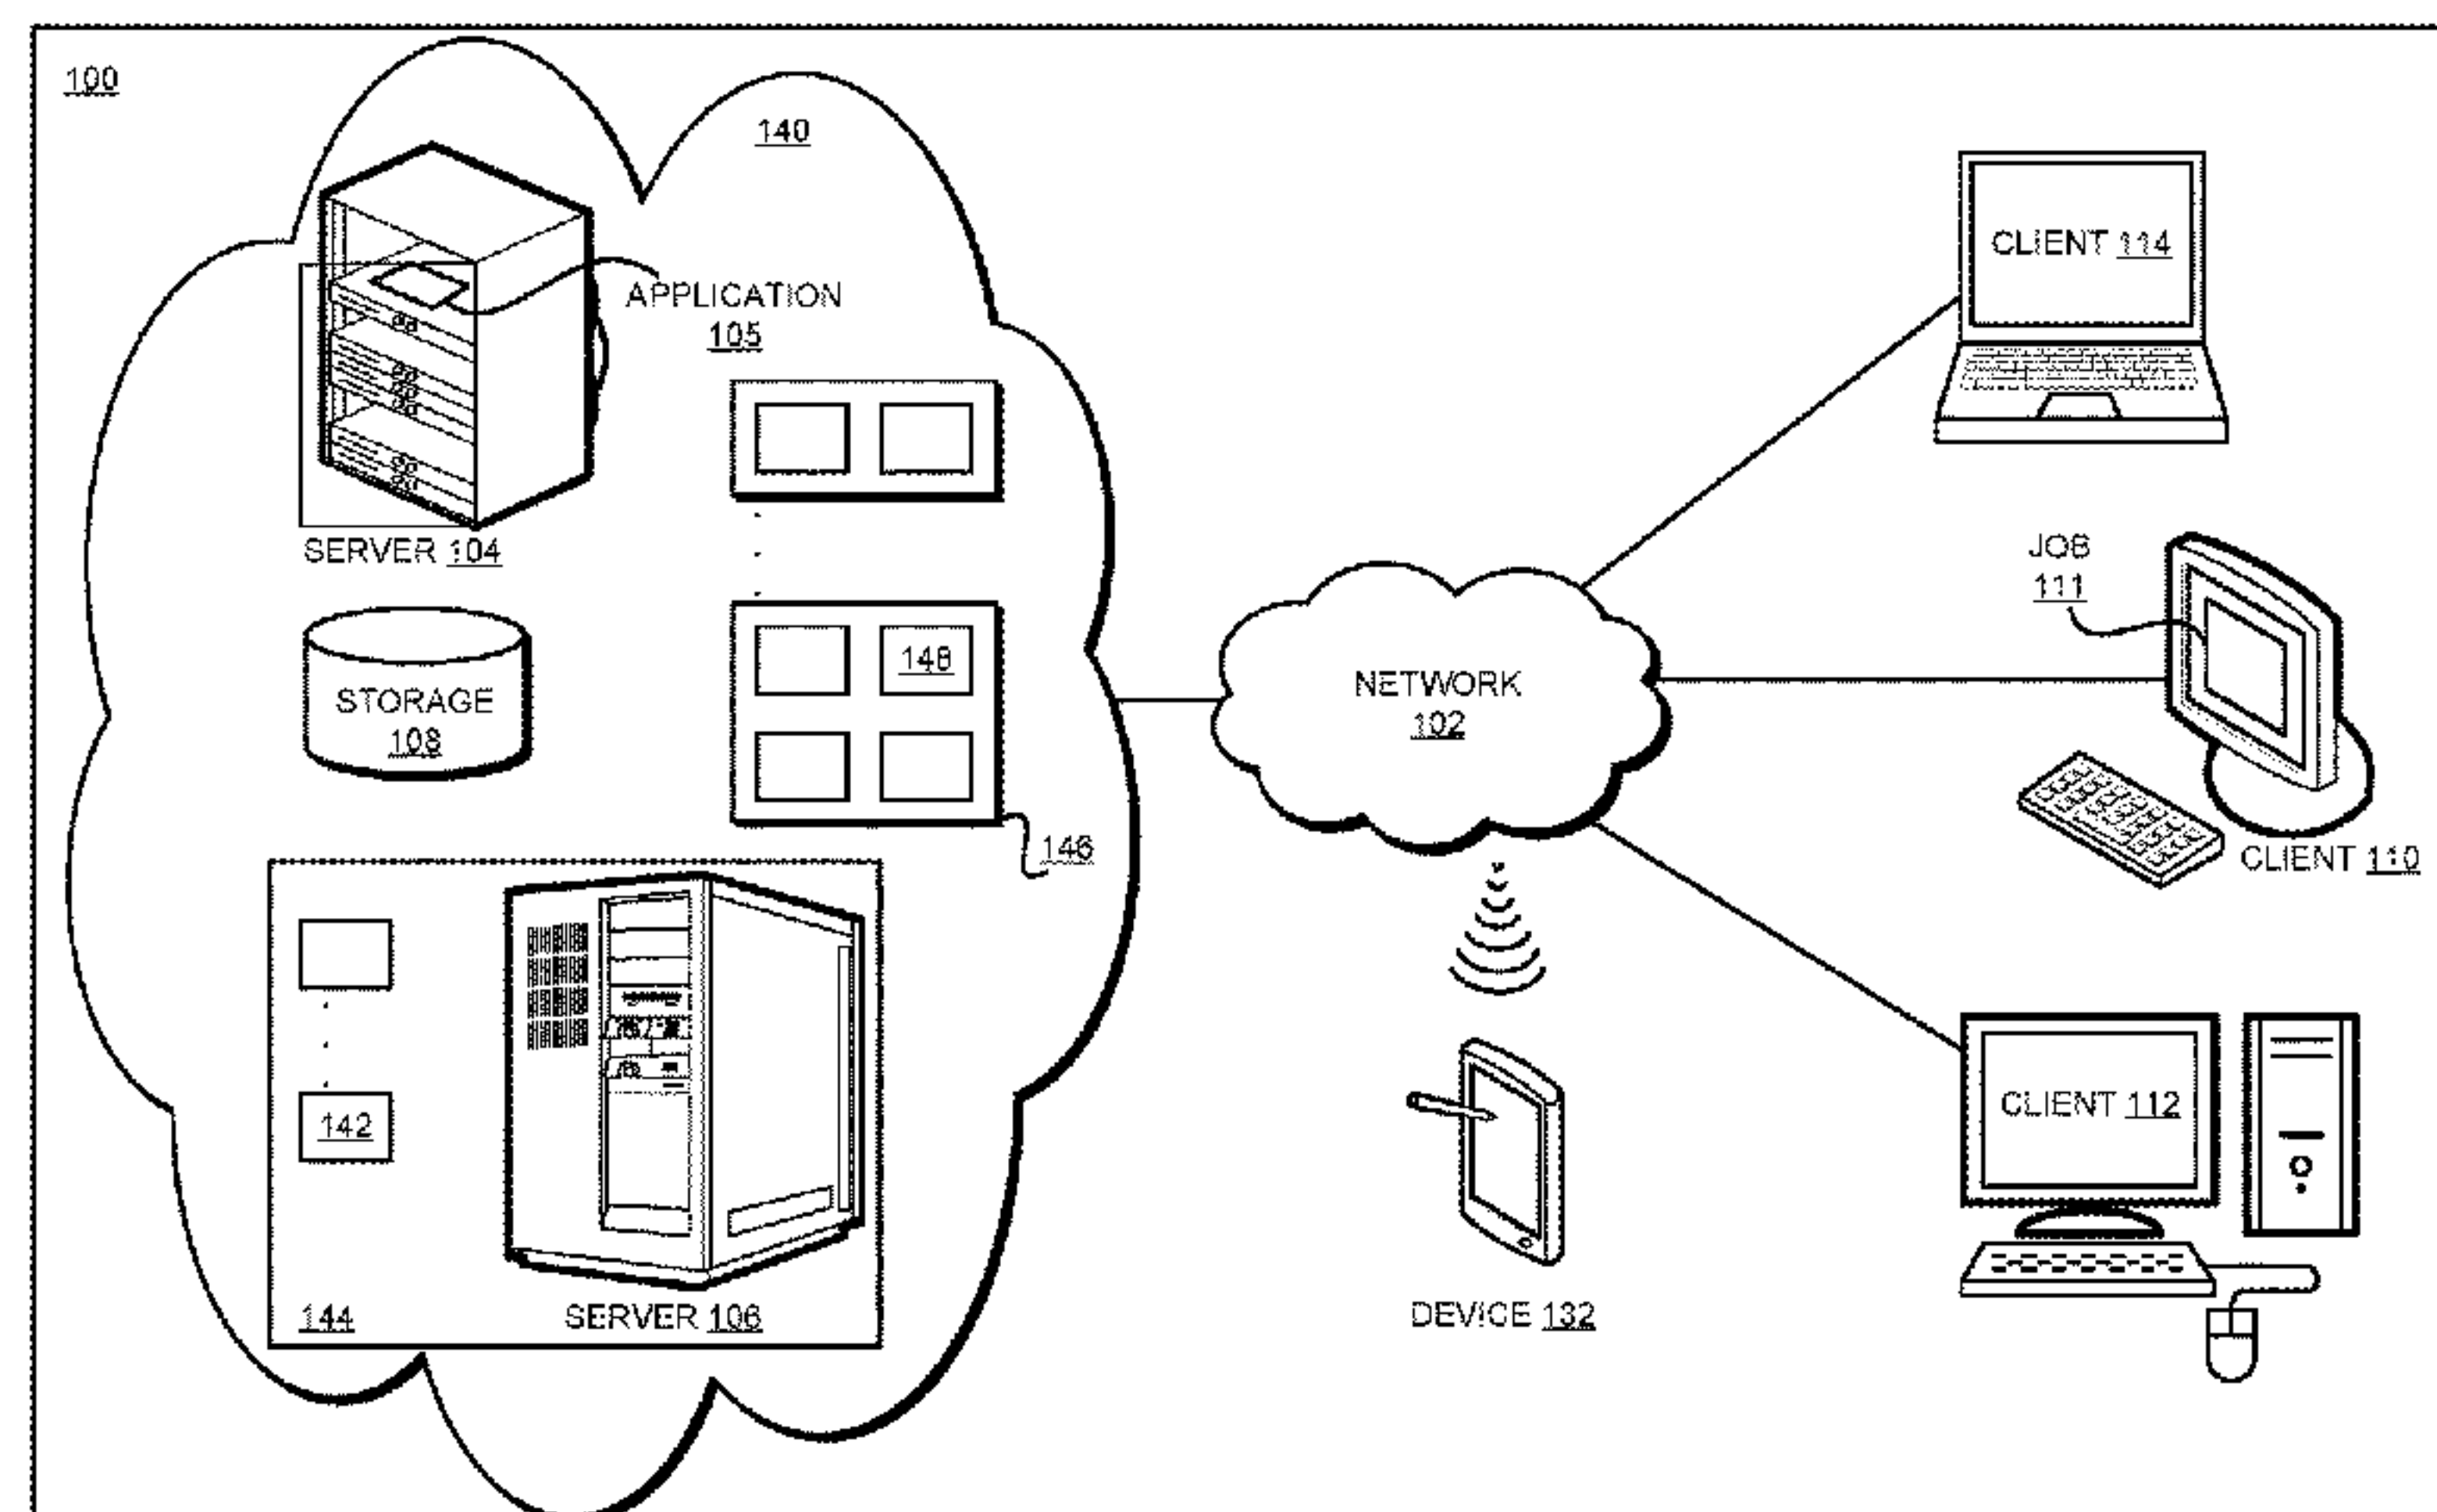 100
140
APPLICATION
105
SERVER 104
STORAGE
108
148
146
142
144
SERVER 106
NETWORK
102
CLIENT 114
JOB
111
CLIENT 110
DEVICE 132
CLIENT 112